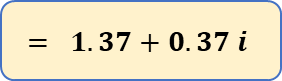 = 1.37 + 0.37 i